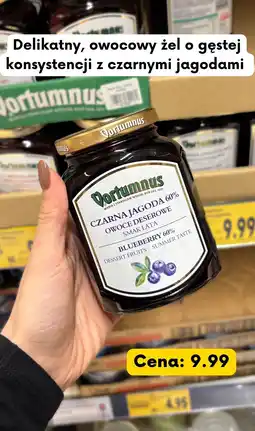 Delikatny, owocowy żel o gęstej
konsystencji z czarnymi jagodami
Vortumnus
Vortumnus
Vortumnus
CZARNA JAGODA 60%
OWOCE DESEROWE
SMAK LATA
BLUEBERRY 60%
DESSERT FRUITS - SUMMER TASTE
9.99
Cena: 9.99
4.95